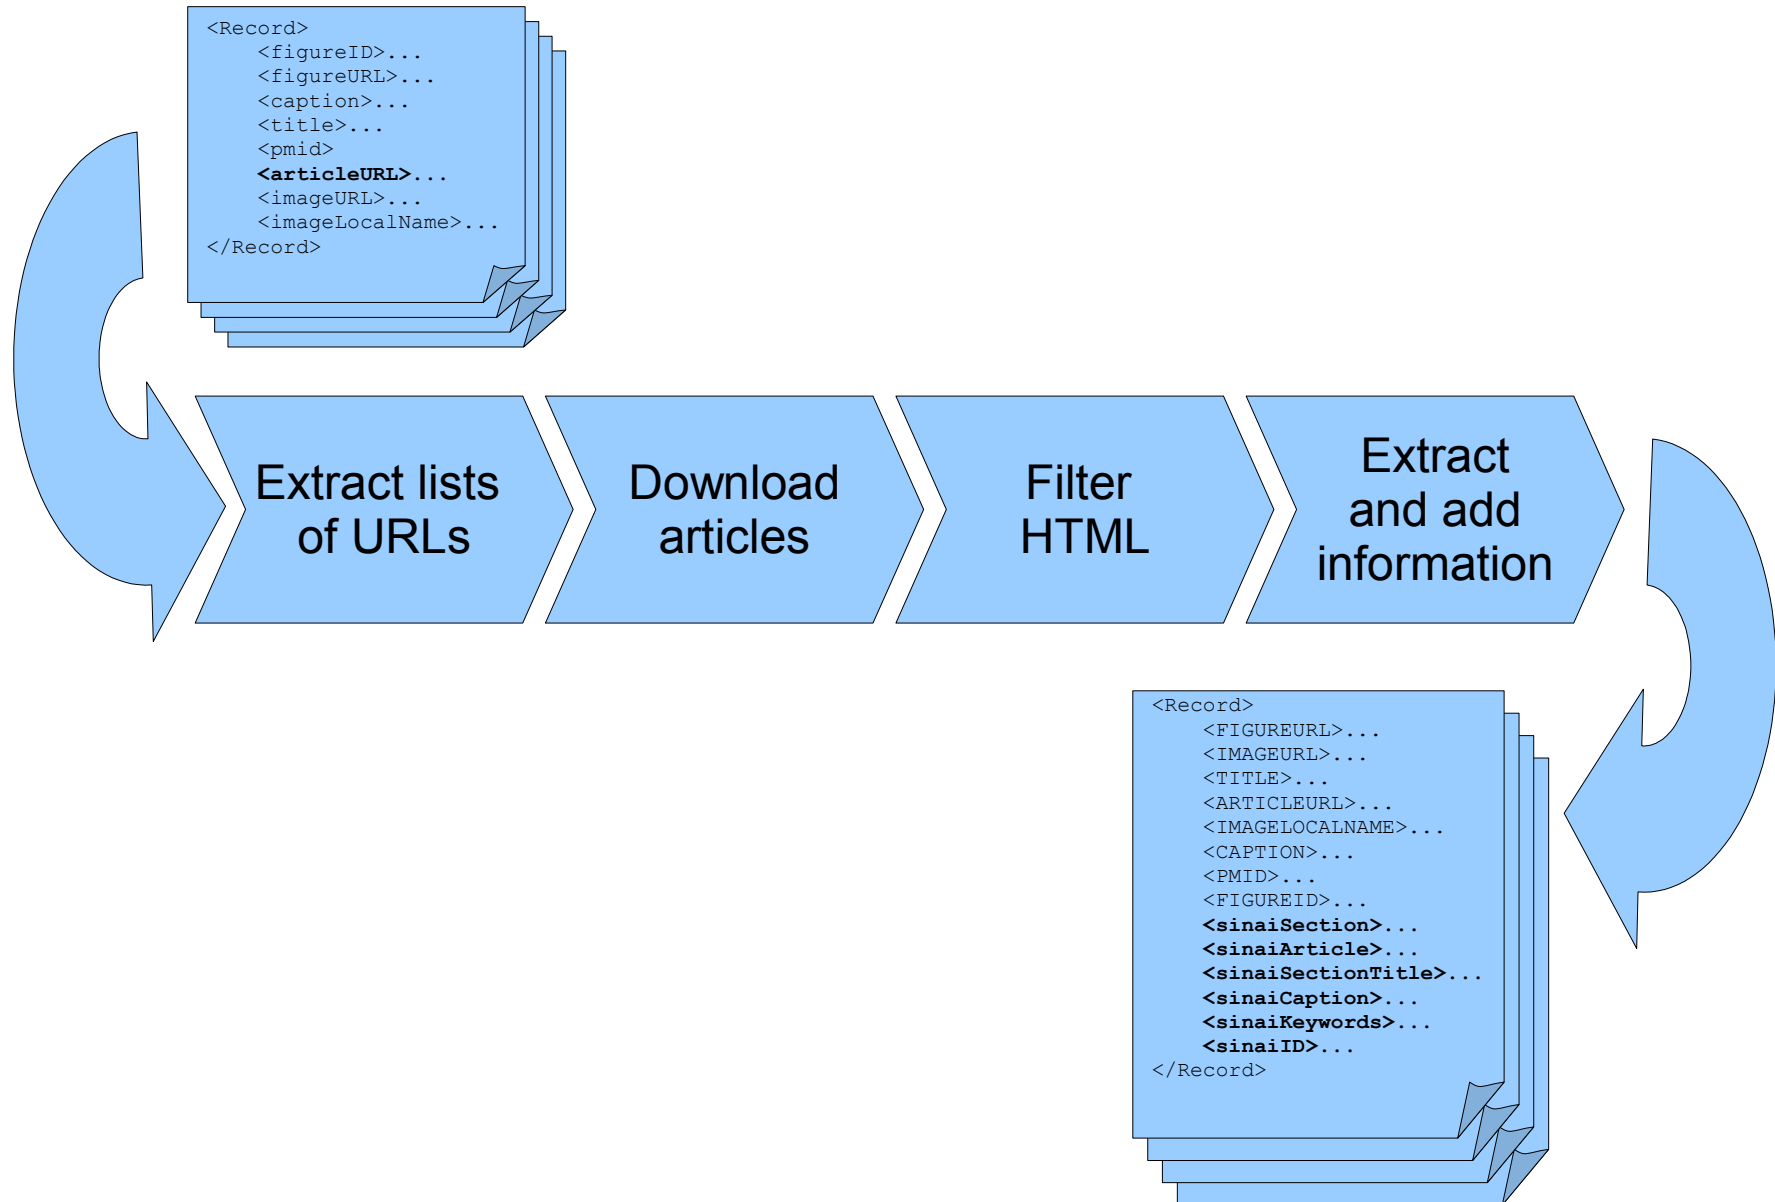 <Record>
<figureID>...
<figureURL>...
<caption>...
<title>...
<pmid>
<articleURL>...
<imageURL>...
<imageLocalName>...
</Record>
Extract lists
of URLs
Download
articles
Filter
HTML
Extract
and add
information
<Record>
<FIGUREURL>...
<IMAGEURL>...
<TITLE>...
<ARTICLEURL>...
<IMAGELOCALNAME>...
<CAPTION>...
<PMID>...
<FIGUREID>...
<sinaiSection>...
<sinaiArticle>...
<sinaiSectionTitle>...
<sinaiCaption>...
<sinaiKeywords>...
<sinaiID>...
</Record>